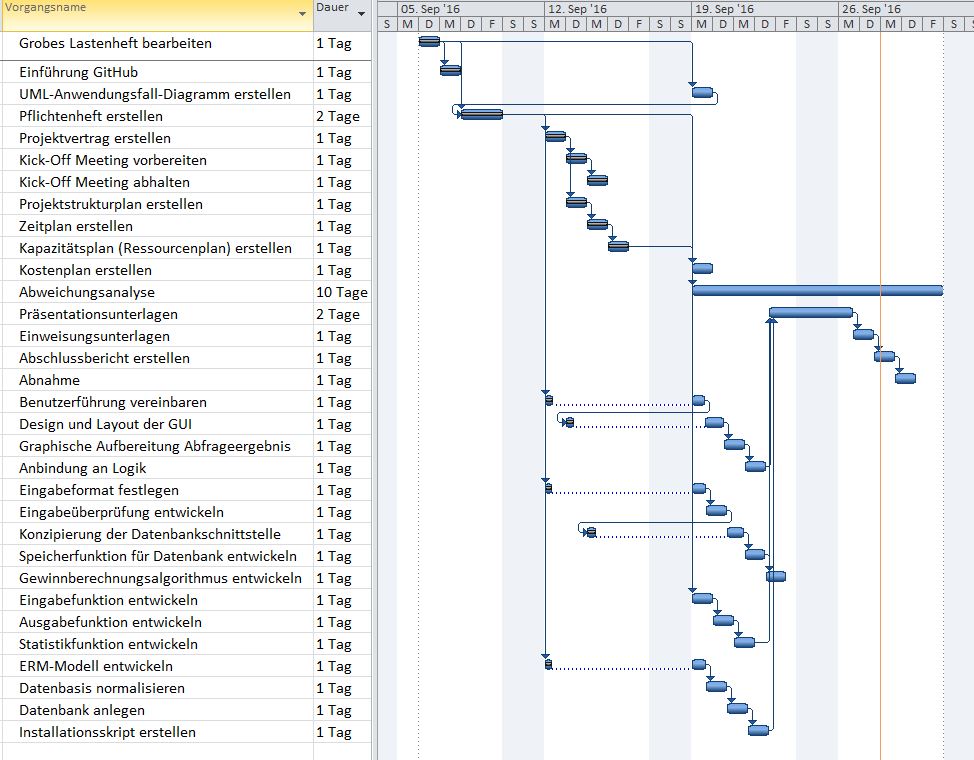 Vorgangsname Dauer 05. Sep '16 12. Sep '16 19. Sep '16 26. Sep '16
S M D M D F S S M D M D F S S M D M D F S S M D M D F S S
Grobes Lastenheft bearbeiten 1 Tag
Einführung GitHub 1 Tag
UML-Anwendungsfall-Diagramm erstellen 1 Tag
Pflichtenheft erstellen 2 Tage
Projektvertrag erstellen 1 Tag
Kick-Off Meeting vorbereiten 1 Tag
Kick-Off Meeting abhalten 1 Tag
Projektstrukturplan erstellen 1 Tag
Zeitplan erstellen 1 Tag
Kapazitätsplan (Ressourcenplan) erstellen 1 Tag
Kostenplan erstellen 1 Tag
Abweichungsanalyse 10 Tage
Präsentationsunterlagen 2 Tage
Einweisungsunterlagen 1 Tag
Abschlussbericht erstellen 1 Tag
Abnahme 1 Tag
Benutzerführung vereinbaren 1 Tag
Design und Layout der GUI 1 Tag
Graphische Aufbereitung Abfrageergebnis 1 Tag
Anbindung an Logik 1 Tag
Eingabeformat festlegen 1 Tag
Eingabeüberprüfung entwickeln 1 Tag
Konzipierung der Datenbankschnittstelle 1 Tag
Speicherfunktion für Datenbank entwickeln 1 Tag
Gewinnberechnungsalgorithmus entwickeln 1 Tag
Eingabefunktion entwickeln 1 Tag
Ausgabefunktion entwickeln 1 Tag
Statistikfunktion entwickeln 1 Tag
ERM-Modell entwickeln 1 Tag
Datenbasis normalisieren 1 Tag
Datenbank anlegen 1 Tag
Installationsskript erstellen 1 Tag